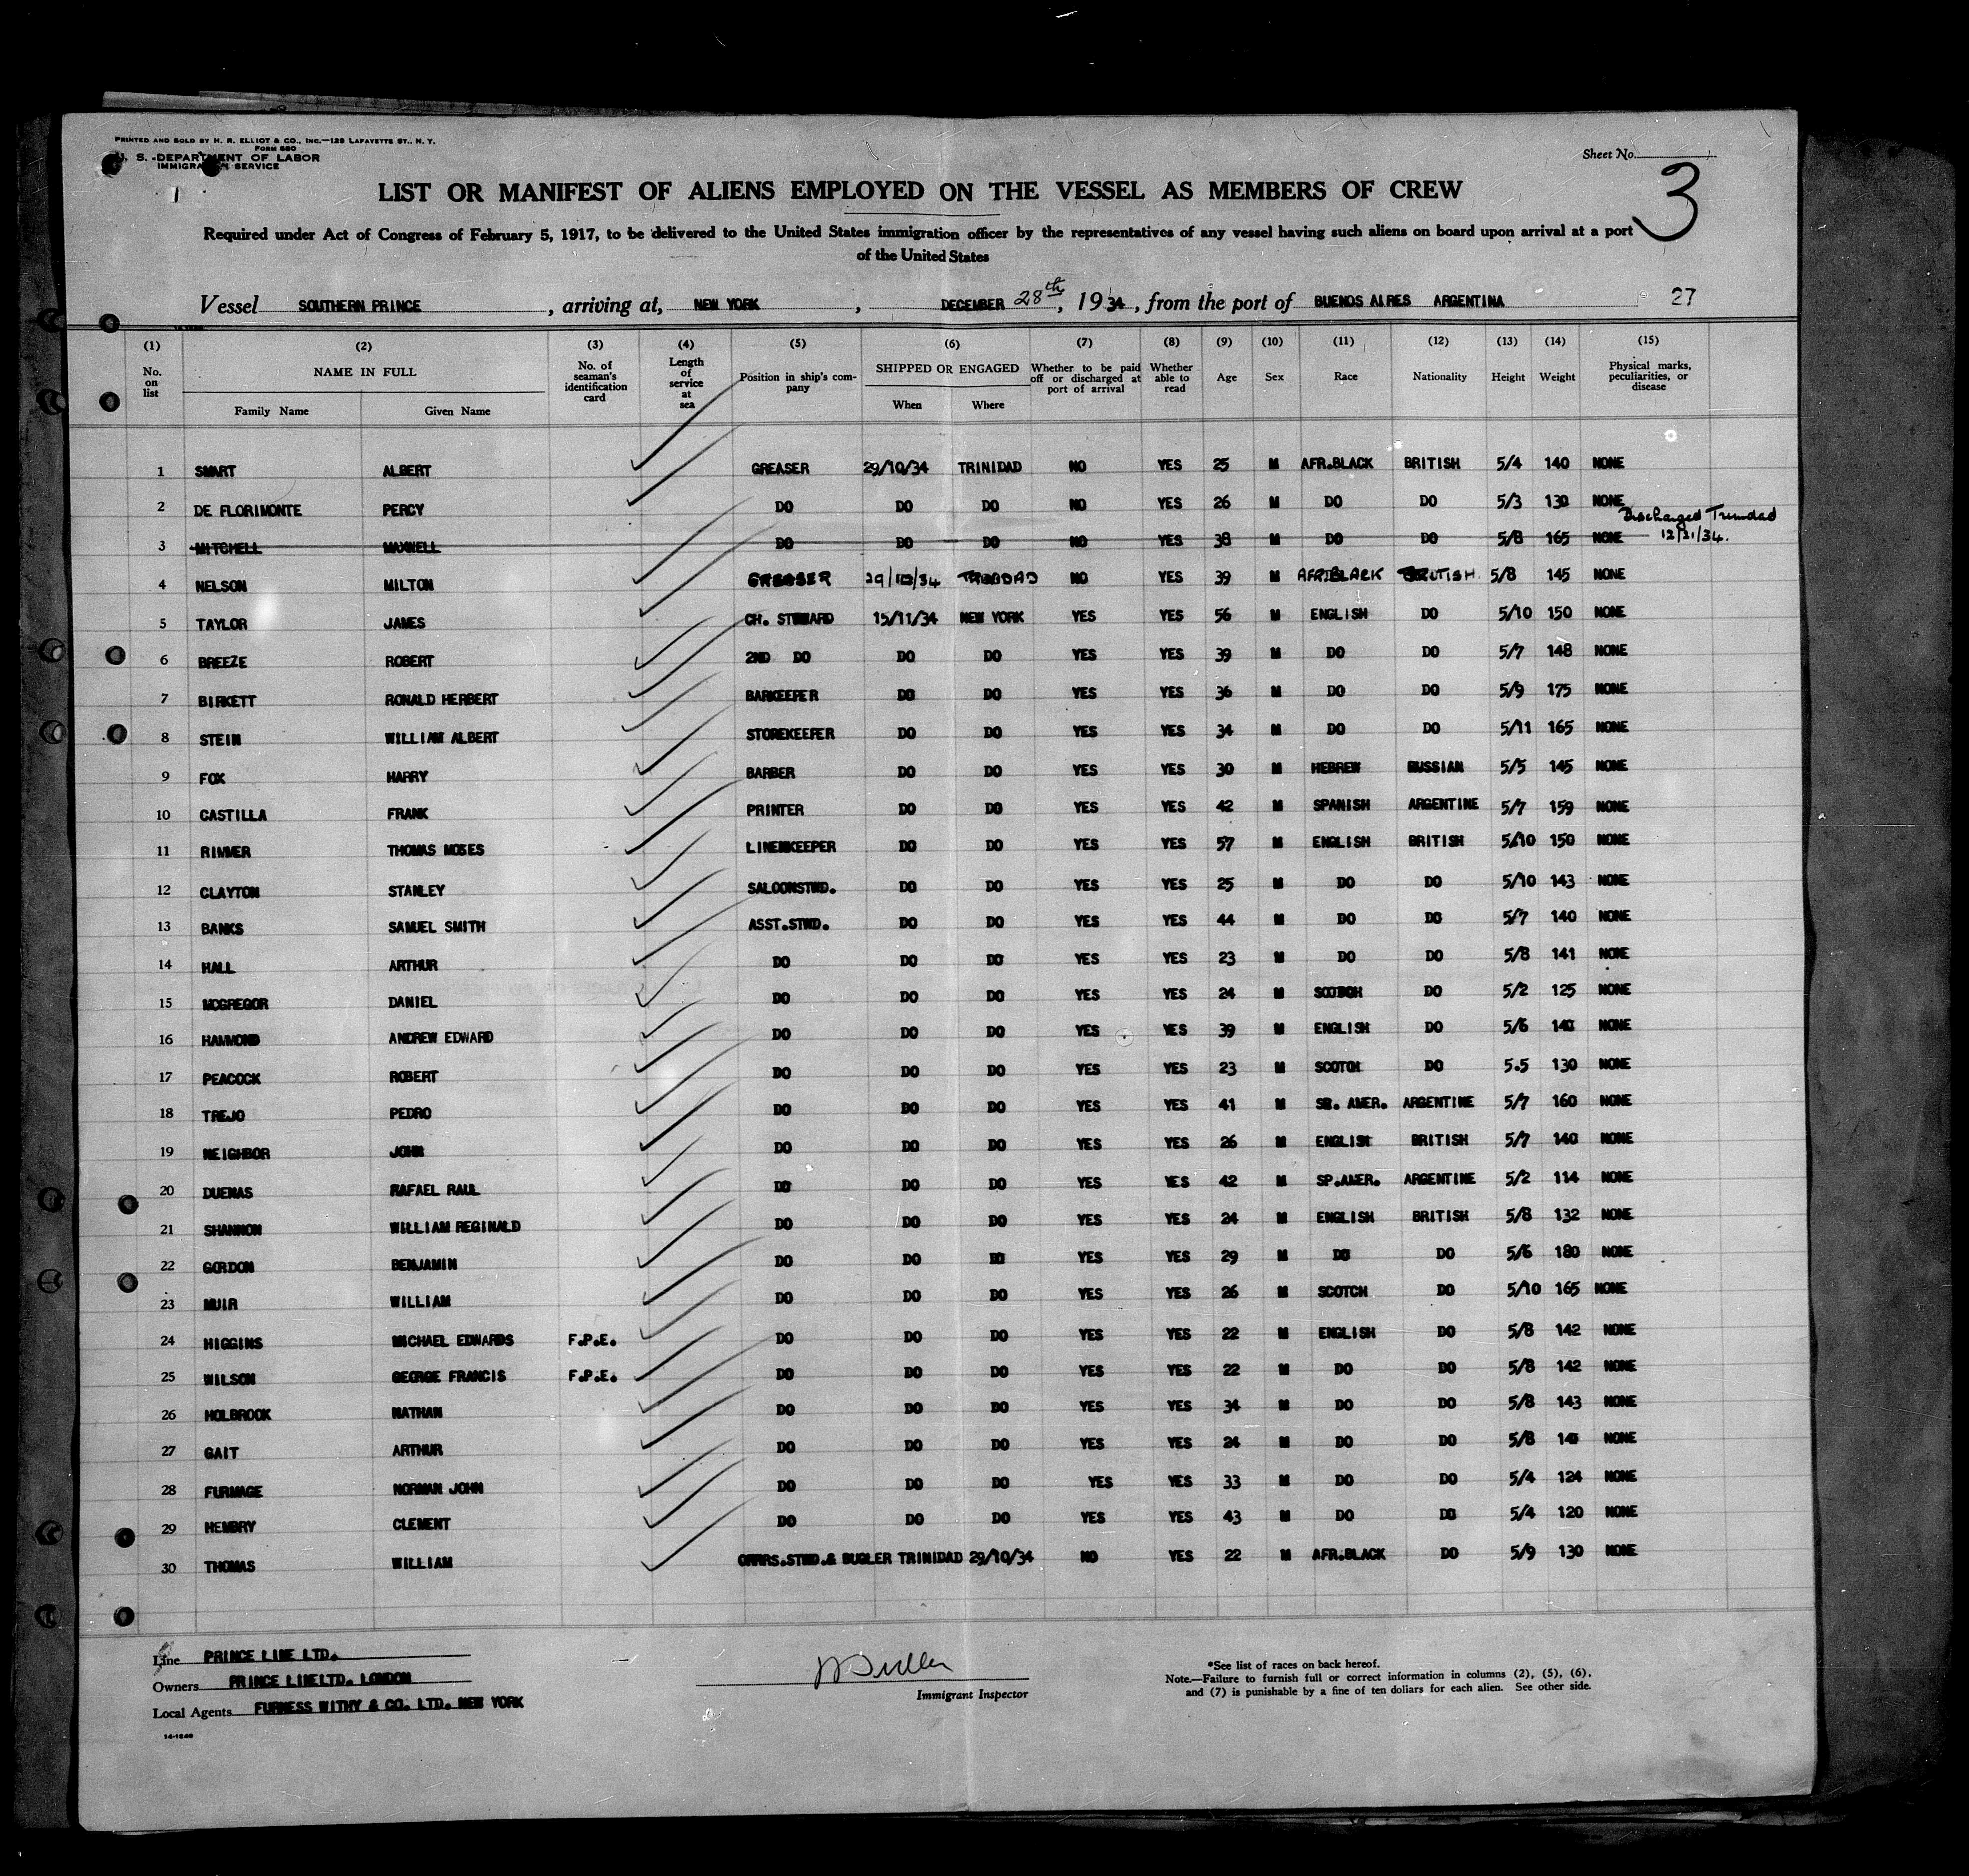 PRINTED AND SOLD BY H. R. ELLIOT & CO., INC.—129 LAFAYETTE ST., N. Y.
FORM 680
U. S. DEPARTMENT OF LABOR
IMMIGRATION SERVICE
Sheet No.
3
LIST OR MANIFEST OF ALIENS EMPLOYED ON THE VESSEL AS MEMBERS OF CREW
Required under Act of Congress of February 5, 1917, to be delivered to the United States immigration officer by the representatives of any vessel having such aliens on board upon arrival at a port
of the United States
Vessel SOUTHERN PRINCE, arriving at, NEW YORK, DECEMBER 28th, 1934, from the port of BUENOS AIRES ARGENTINA 27
(1) No. on list (2) NAME IN FULL Family Name Given Name (3) No. of seaman's identification card (4) Length of service at sea (5) Position in ship's company (6) SHIPPED OR ENGAGED When Where (7) Whether to be paid off or discharged at port of arrival (8) Whether able to read (9) Age (10) Sex (11) Race (12) Nationality (13) Height (14) Weight (15) Physical marks, peculiarities, or disease
1 SMART ALBERT GREASER 29/10/34 TRINIDAD NO YES 25 M AFR.BLACK BRITISH 5/4 140 NONE
2 DE FLORIMONTE PERCY DO DO DO NO YES 26 M DO DO 5/3 130 NONE
3 MITCHELL MAXWELL DO DO DO NO YES 38 M DO DO 5/8 165 NONE Discharged Trinidad 12/21/34.
4 NELSON MILTON GREASER 29/10/34 TRINIDAD NO YES 39 M AFR.BLACK BRITISH 5/8 145 NONE
5 TAYLOR JAMES CH. STEWARD 15/11/34 NEW YORK YES YES 56 M ENGLISH DO 5/10 150 NONE
6 BREEZE ROBERT 2ND DO DO DO YES YES 39 M DO DO 5/7 148 NONE
7 BIRKETT RONALD HERBERT BARKEEPER DO DO YES YES 36 M DO DO 5/9 175 NONE
8 STEIN WILLIAM ALBERT STOREKEEPER DO DO YES YES 34 M DO DO 5/11 165 NONE
9 FOX HARRY BARBER DO DO YES YES 30 M HEBREW RUSSIAN 5/5 145 NONE
10 CASTILLA FRANK PRINTER DO DO YES YES 42 M SPANISH ARGENTINE 5/7 159 NONE
11 RIMMER THOMAS MOSES LINENKEEPER DO DO YES YES 57 M ENGLISH BRITISH 5/10 150 NONE
12 CLAYTON STANLEY SALOONSTWD. DO DO YES YES 25 M DO DO 5/10 143 NONE
13 BANKS SAMUEL SMITH ASST.STWD. DO DO YES YES 44 M DO DO 5/7 140 NONE
14 HALL ARTHUR DO DO DO YES YES 23 M DO DO 5/8 141 NONE
15 MCGREGOR DANIEL DO DO DO YES YES 24 M SCOTCH DO 5/2 125 NONE
16 HAMMOND ANDREW EDWARD DO DO DO YES YES 39 M ENGLISH DO 5/6 140 NONE
17 PEACOCK ROBERT DO DO DO YES YES 23 M SCOTCH DO 5.5 130 NONE
18 TREJO PEDRO DO DO DO YES YES 41 M SP. AMER. ARGENTINE 5/7 160 NONE
19 NEIGHBOR JOHN DO DO DO YES YES 26 M ENGLISH BRITISH 5/7 140 NONE
20 DUENAS RAFAEL RAUL DO DO DO YES YES 42 M SP.AMER. ARGENTINE 5/2 114 NONE
21 SHANNON WILLIAM REGINALD DO DO DO YES YES 24 M ENGLISH BRITISH 5/8 132 NONE
22 GORDON BENJAMIN DO DO DO YES YES 29 M DO DO 5/6 180 NONE
23 MUIR WILLIAM DO DO DO YES YES 26 M SCOTCH DO 5/10 165 NONE
24 HIGGINS MICHAEL EDWARDS F.P.E. DO DO DO YES YES 22 M ENGLISH DO 5/8 142 NONE
25 WILSON GEORGE FRANCIS F.P.E. DO DO DO YES YES 22 M DO DO 5/8 142 NONE
26 HOLBROOK NATHAN DO DO DO YES YES 34 M DO DO 5/8 143 NONE
27 GAIT ARTHUR DO DO DO YES YES 24 M DO DO 5/8 NONE
28 FURMAGE NORMAN JOHN DO DO DO YES YES 33 M DO DO 5/4 124 NONE
29 HEMBRY CLEMENT DO DO DO YES YES 43 M DO DO 5/4 120 NONE
30 THOMAS WILLIAM STWD.& BUGLER TRINIDAD 29/10/34 NO YES 22 M AFR.BLACK DO 5/9 130 NONE
Line PRINCE LINE LTD.
Owners PRINCE LINE LTD. LONDON
Local Agents FURNESS WITHY & CO. LTD. NEW YORK
14-1240
Immigrant Inspector
*See list of races on back hereof.
Note.—Failure to furnish full or correct information in columns (2), (5), (6),
and (7) is punishable by a fine of ten dollars for each alien. See other side.